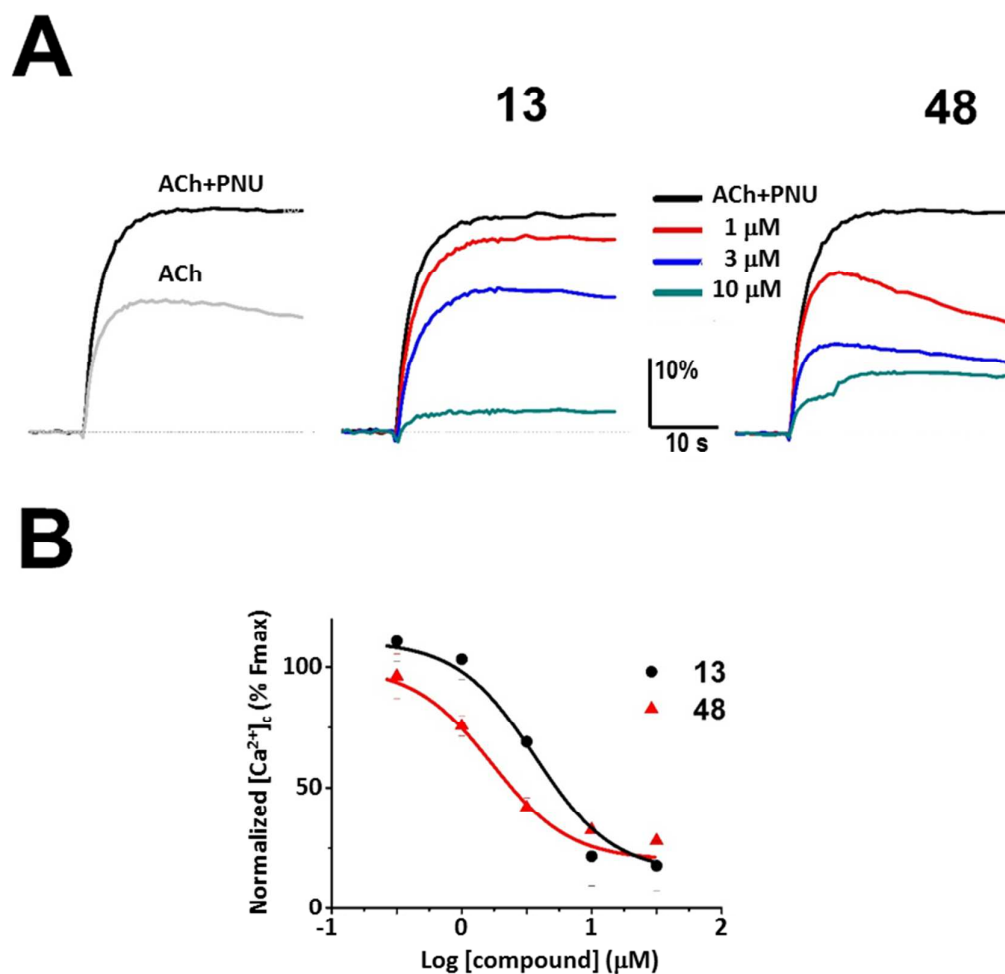 A
13
48
ACh+PNU
ACh
ACh+PNU
1 µM
3 µM
10 µM
10%
10 s
B
Normalized [Ca²⁺]c (% Fmax)
100
50
0
13
48
-1
0
1
2
Log [compound] (µM)